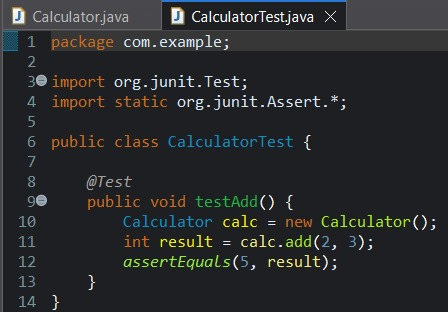 Calculator.java CalculatorTest.java
1 package com.example;
2
3 import org.junit.Test;
4 import static org.junit.Assert.*;
5
6 public class CalculatorTest {
7
8     @Test
9     public void testAdd() {
10         Calculator calc = new Calculator();
11         int result = calc.add(2, 3);
12         assertEquals(5, result);
13     }
14 }